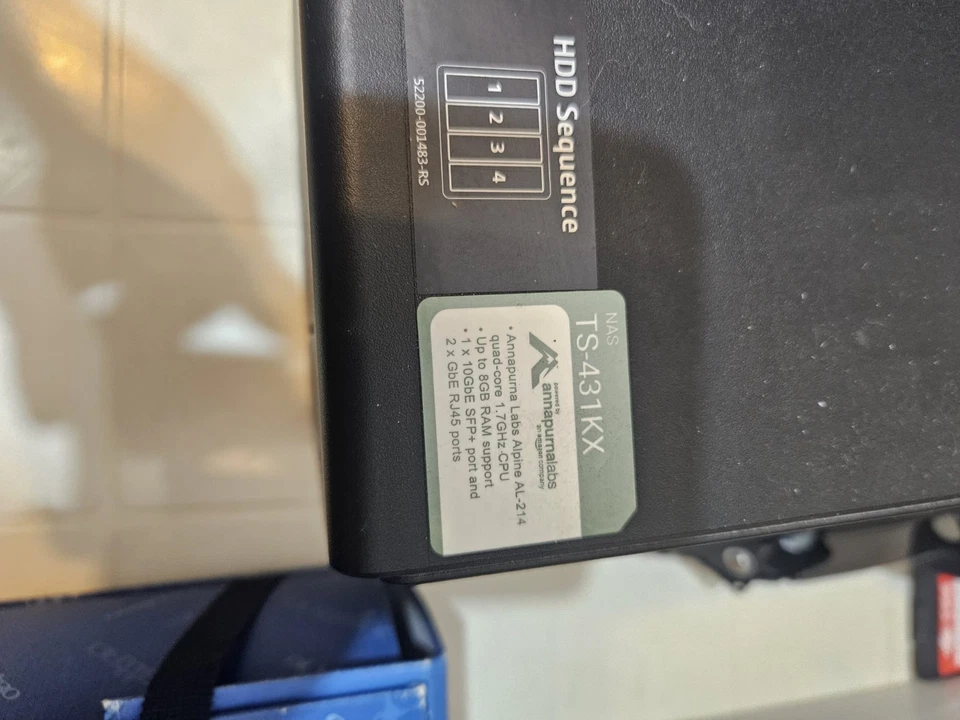 HDD Sequence
1 2 3 4
52200-001483-RS
NAS
TS-431KX
powered by
annapurnalabs
an amazon company
• Annapurna Labs Alpine AL-214
quad-core 1.7GHz CPU
• Up to 8GB RAM support
• 1 x 10GbE SFP+ port and
2 x GbE RJ45 ports